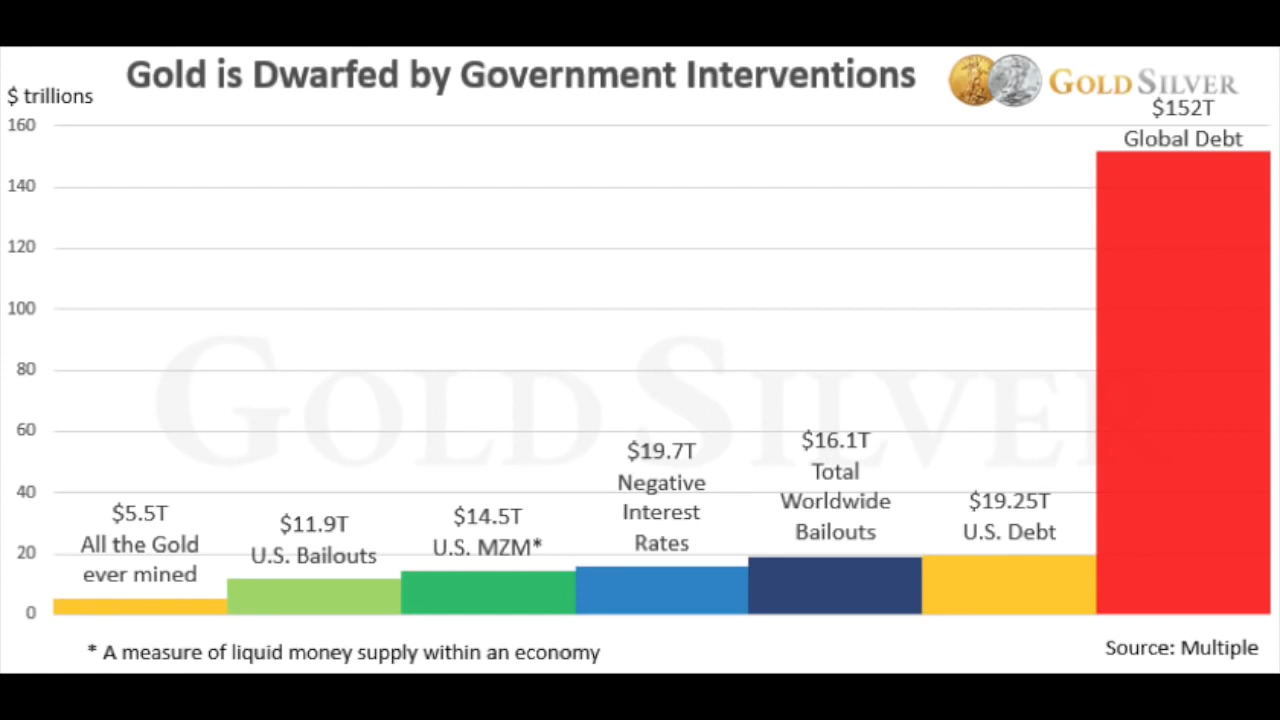 Gold is Dwarfed by Government Interventions
GOLD SILVER
$ trillions
160
140
120
100
80
60
40
20
0
GOLD SILVER
$5.5T
All the Gold
ever mined
$11.9T
U.S. Bailouts
$14.5T
U.S. MZM*
$19.7T
Negative
Interest
Rates
$16.1T
Total
Worldwide
Bailouts
$19.25T
U.S. Debt
$152T
Global Debt
* A measure of liquid money supply within an economy
Source: Multiple